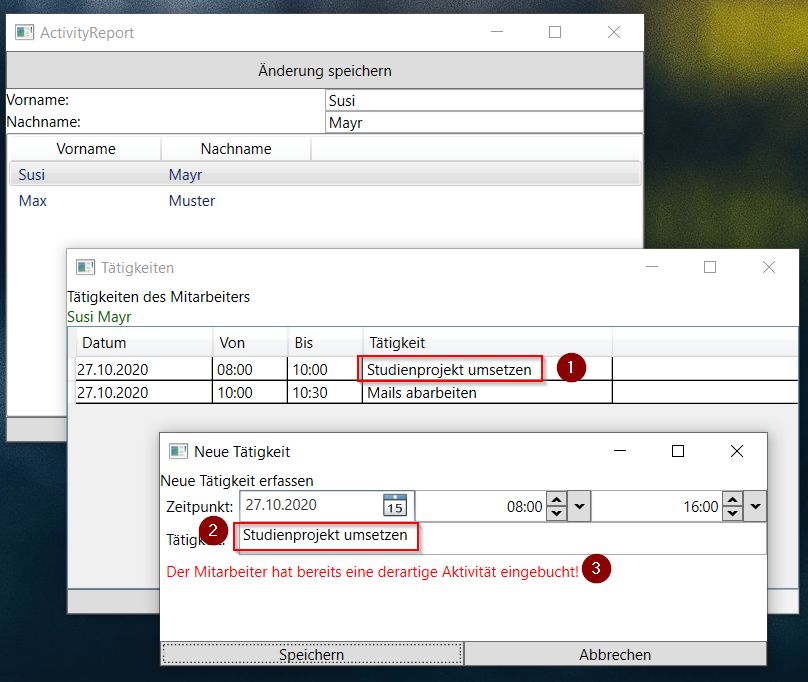 ActivityReport
Änderung speichern
Vorname: Susi
Nachname: Mayr
Vorname Nachname
Susi Mayr
Max Muster
Tätigkeiten
Tätigkeiten des Mitarbeiters
Susi Mayr
Datum Von Bis Tätigkeit
27.10.2020 08:00 10:00 Studienprojekt umsetzen 1
27.10.2020 10:00 10:30 Mails abarbeiten
Neue Tätigkeit
Neue Tätigkeit erfassen
Zeitpunkt: 27.10.2020 15 08:00 16:00
2
Studienprojekt umsetzen
Der Mitarbeiter hat bereits eine derartige Aktivität eingebucht! 3
Speichern Abbrechen